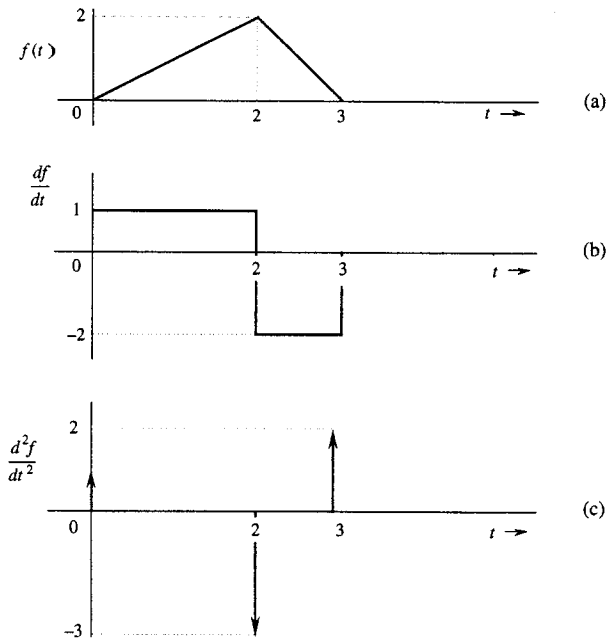 2
f(t)
0
2
3
t →
(a)
df
dt
1
0
2
3
t →
(b)
−2
2
d²f
dt²
0
2
3
t →
(c)
−3